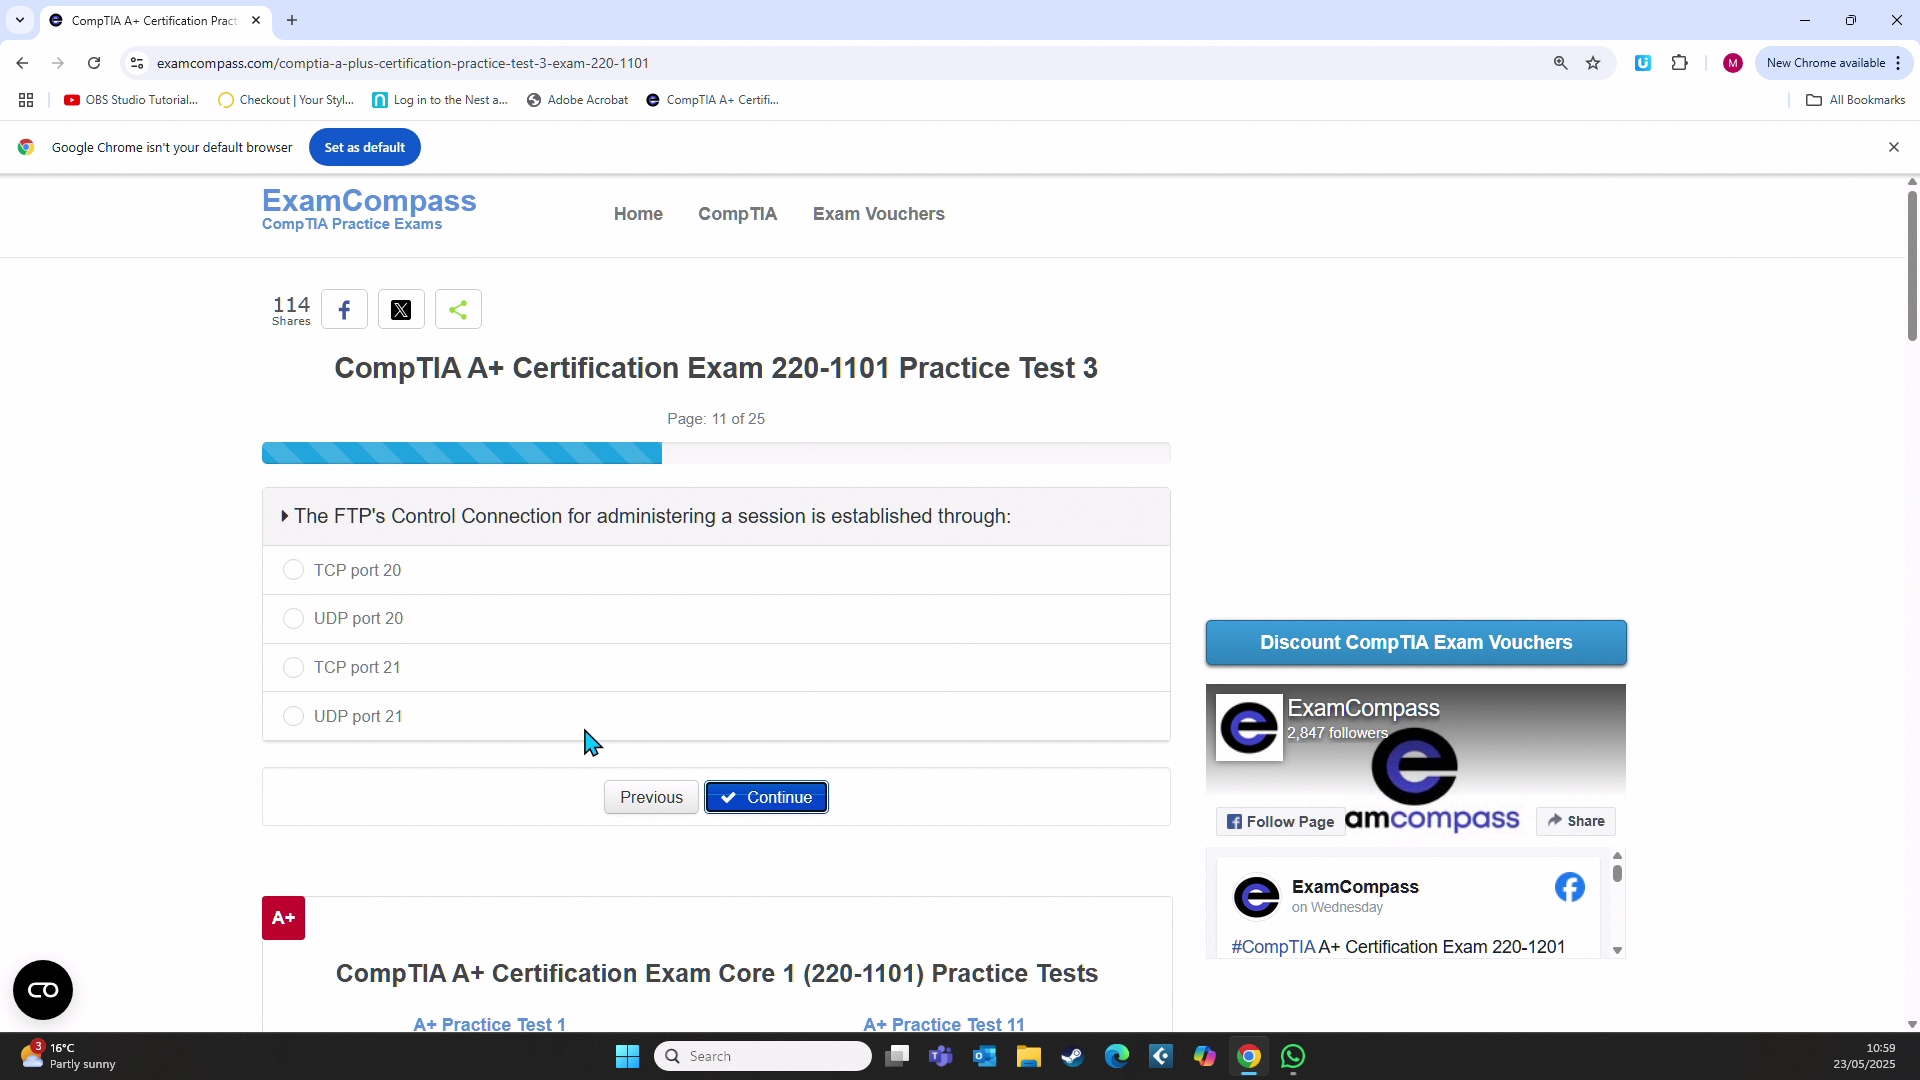 CompTIA A+ Certification Pract
examcompass.com/comptia-a-plus-certification-practice-test-3-exam-220-1101
M
New Chrome available
OBS Studio Tutorial...
Checkout | Your Styl...
Log in to the Nest a...
Adobe Acrobat
CompTIA A+ Certifi...
All Bookmarks
Google Chrome isn't your default browser
Set as default
ExamCompass
CompTIA Practice Exams
Home
CompTIA
Exam Vouchers
114
Shares
CompTIA A+ Certification Exam 220-1101 Practice Test 3
Page: 11 of 25
The FTP's Control Connection for administering a session is established through:
TCP port 20
UDP port 20
TCP port 21
UDP port 21
Previous
Continue
Discount CompTIA Exam Vouchers
ExamCompass
2,847 followers
Follow Page
amcompass
Share
ExamCompass
on Wednesday
#CompTIA A+ Certification Exam 220-1201
A+
CompTIA A+ Certification Exam Core 1 (220-1101) Practice Tests
A+ Practice Test 1
A+ Practice Test 11
3
16°C
Partly sunny
Search
10:59
23/05/2025